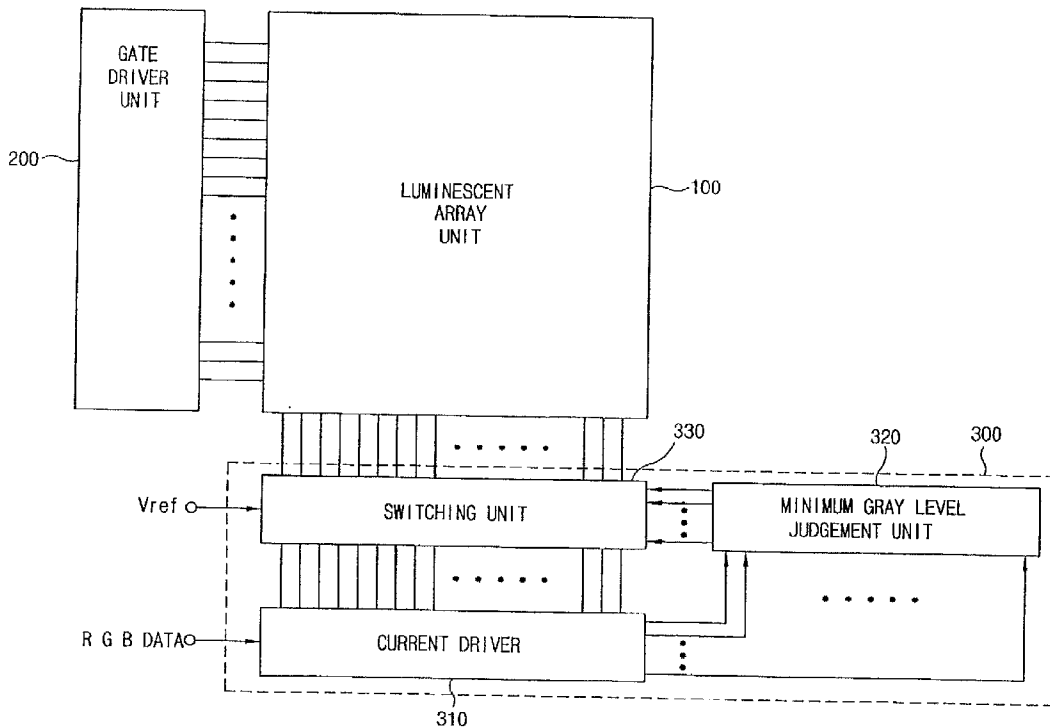 GATE
DRIVER
UNIT
200
LUMINESCENT
ARRAY
UNIT
100
330
320
300
Vref
SWITCHING UNIT
MINIMUM GRAY LEVEL
JUDGEMENT UNIT
R G B DATA
CURRENT DRIVER
310